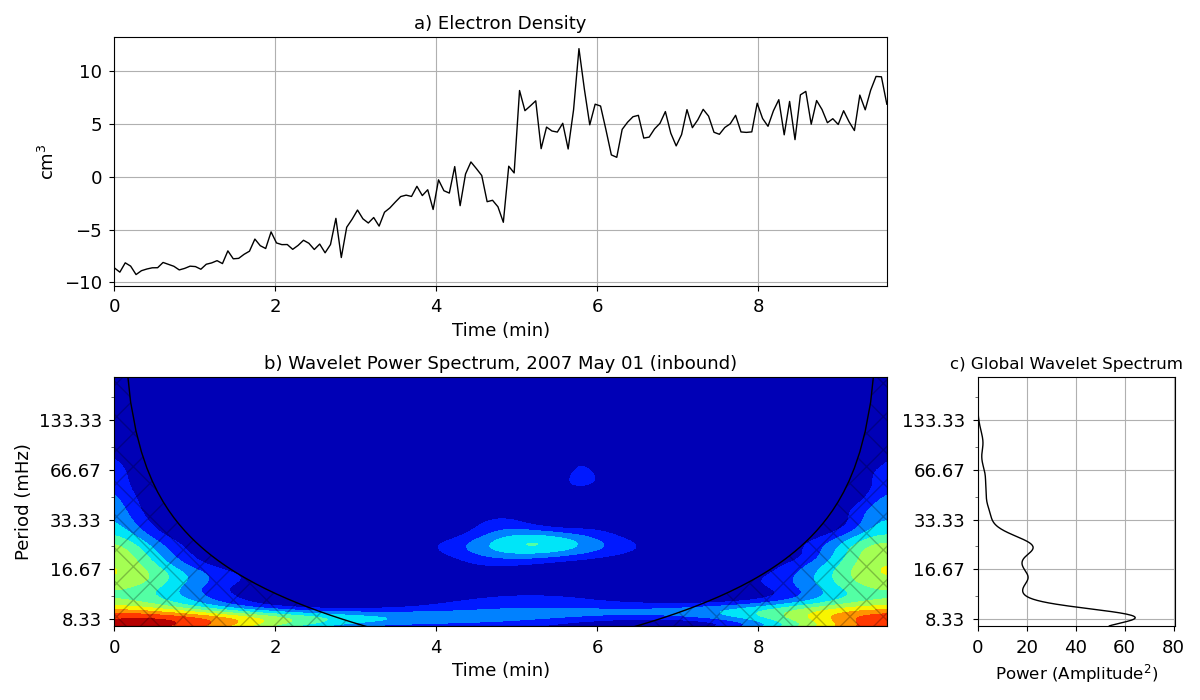 a) Electron Density
cm³
10
5
0
−5
−10
0 2 4 6 8
Time (min)
b) Wavelet Power Spectrum, 2007 May 01 (inbound)
Period (mHz)
133.33
66.67
33.33
16.67
8.33
0 2 4 6 8
Time (min)
c) Global Wavelet Spectrum
133.33
66.67
33.33
16.67
8.33
0 20 40 60 80
Power (Amplitude²)